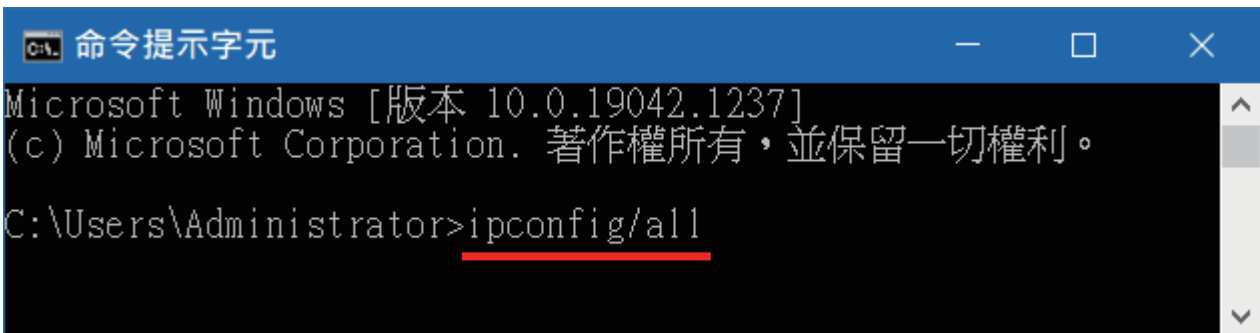 命令提示字元
Microsoft Windows [版本 10.0.19042.1237]
(c) Microsoft Corporation. 著作權所有，並保留一切權利。
C:\Users\Administrator>ipconfig/all